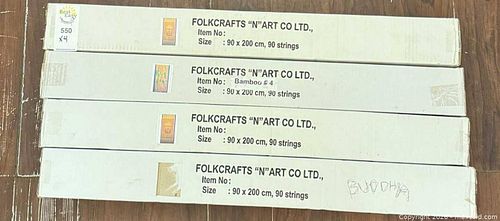 550
x4
FOLKCRAFTS “N”ART CO LTD.,
Item No:
Size : 90 x 200 cm, 90 strings
FOLKCRAFTS “N”ART CO LTD.,
Item No: Bamboo # 4
Size : 90 x 200 cm, 90 strings
FOLKCRAFTS “N”ART CO LTD.,
Item No:
Size : 90 x 200 cm, 90 strings
FOLKCRAFTS “N”ART CO LTD.,
Item No:
Size : 90 x 200 cm, 90 strings
BUDDHA